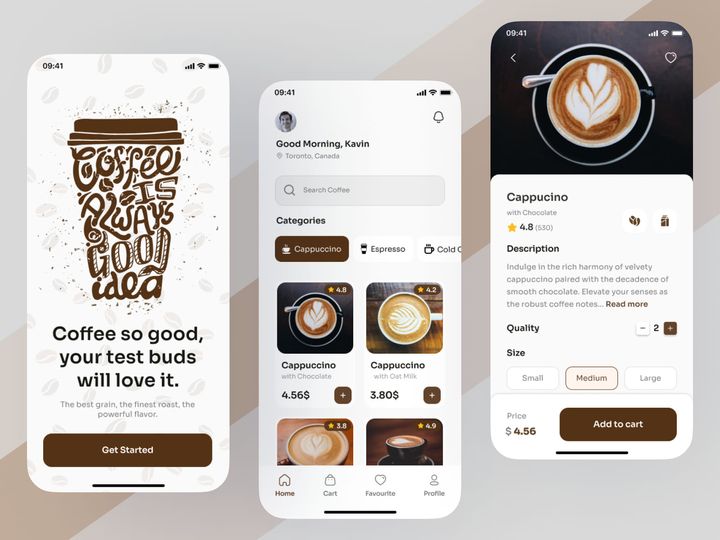 09:41
COFFEE
IS
ALWAYS
A
GOOD
idea
Coffee so good,
your test buds
will love it.
The best grain, the finest roast, the
powerful flavor.
Get Started
09:41
Good Morning, Kavin
Toronto, Canada
Search Coffee
Categories
Cappuccino
Espresso
Cold C
4.8
4.2
Cappuccino
with Chocolate
4.56$
+
Cappuccino
with Oat Milk
3.80$
+
3.8
4.9
Home
Cart
Favourite
Profile
09:41
Cappucino
with Chocolate
4.8 (530)
Description
Indulge in the rich harmony of velvety
cappuccino paired with the decadence of
smooth chocolate. Elevate your senses as
the robust coffee notes... Read more
Quality
− 2 +
Size
Small
Medium
Large
Price
$ 4.56
Add to cart